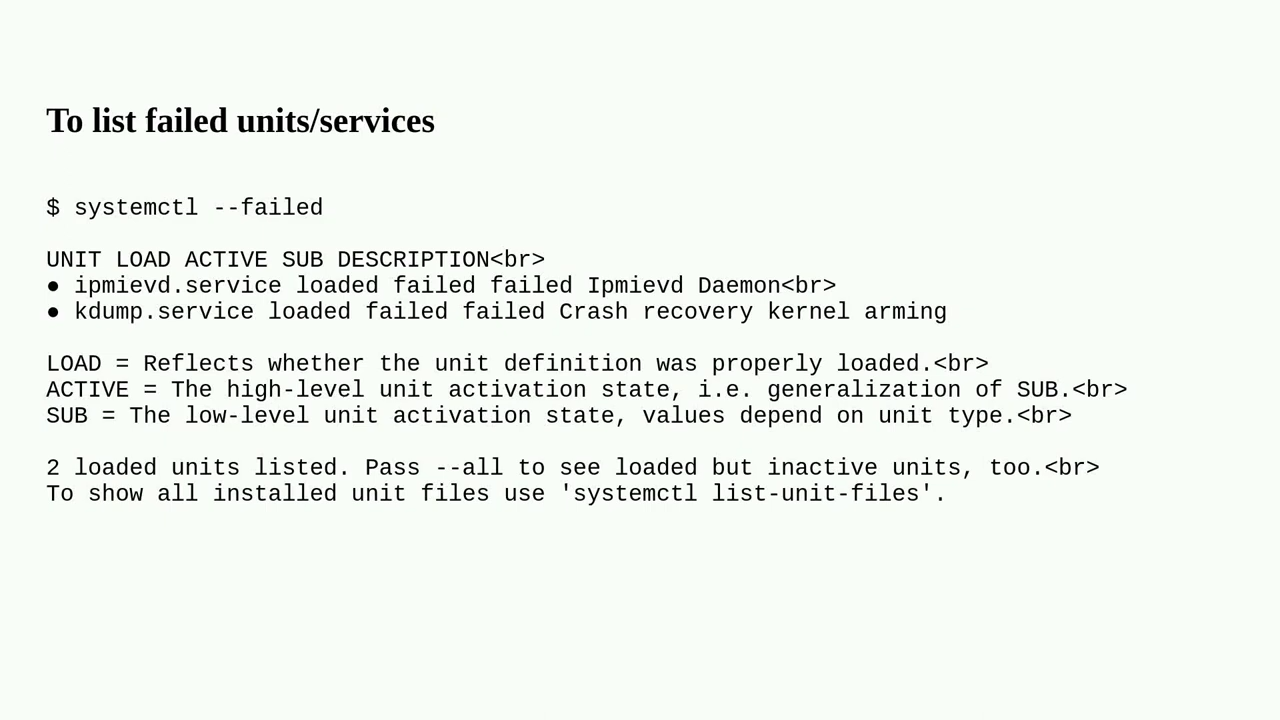 To list failed units/services
$ systemctl --failed
UNIT LOAD ACTIVE SUB DESCRIPTION<br>
● ipmievd.service loaded failed failed Ipmievd Daemon<br>
● kdump.service loaded failed failed Crash recovery kernel arming
LOAD = Reflects whether the unit definition was properly loaded.<br>
ACTIVE = The high-level unit activation state, i.e. generalization of SUB.<br>
SUB = The low-level unit activation state, values depend on unit type.<br>
2 loaded units listed. Pass --all to see loaded but inactive units, too.<br>
To show all installed unit files use 'systemctl list-unit-files'.